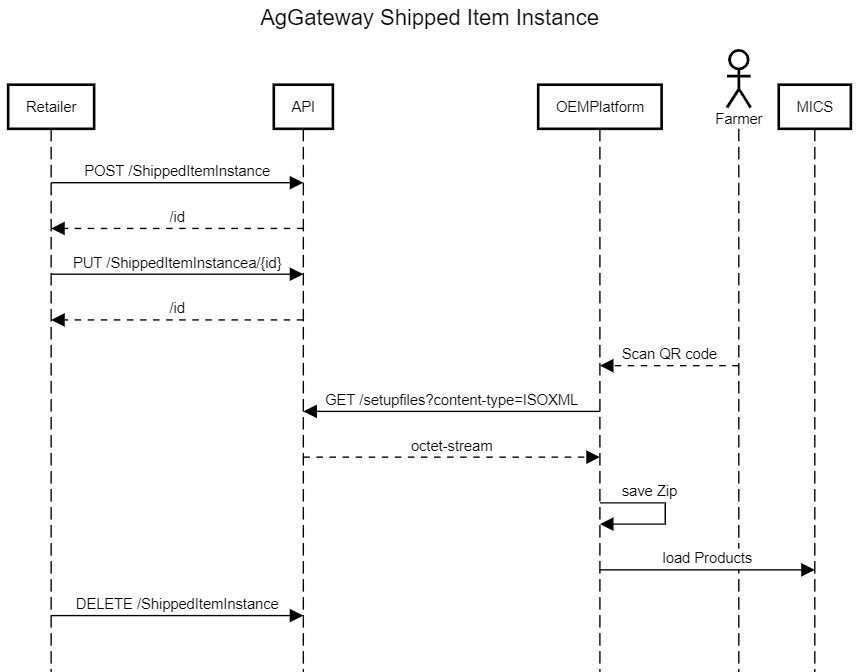 AgGateway Shipped Item Instance
Retailer
API
OEMPlatform
Farmer
MICS
POST /ShippedItemInstance
/id
PUT /ShippedItemInstancea/{id}
/id
Scan QR code
GET /setupfiles?content-type=ISOXML
octet-stream
save Zip
load Products
DELETE /ShippedItemInstance